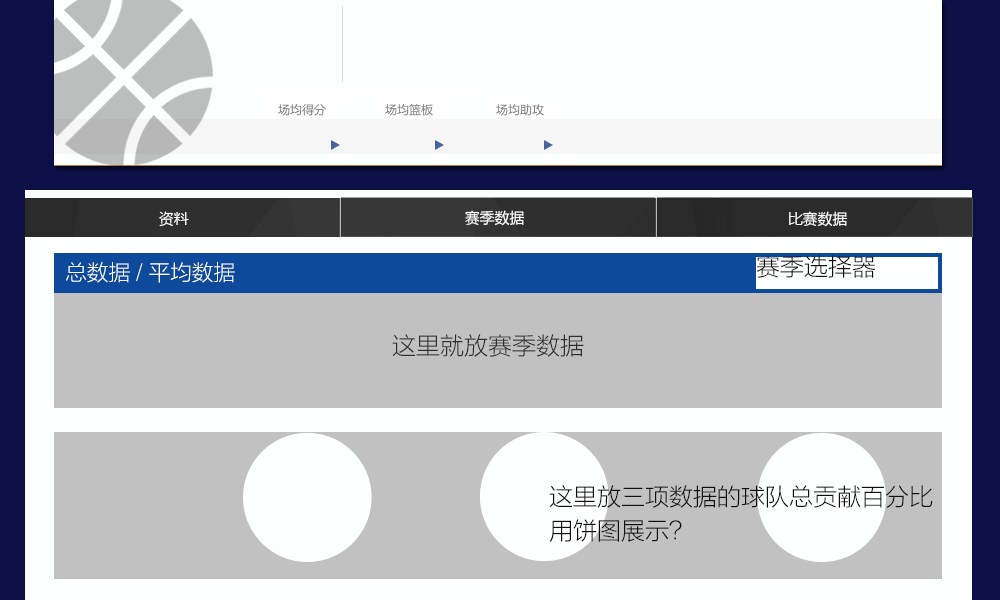 场均得分 场均篮板 场均助攻
资料 赛季数据 比赛数据
总数据 / 平均数据 赛季选择器
这里就放赛季数据
这里放三项数据的球队总贡献百分比
用饼图展示?